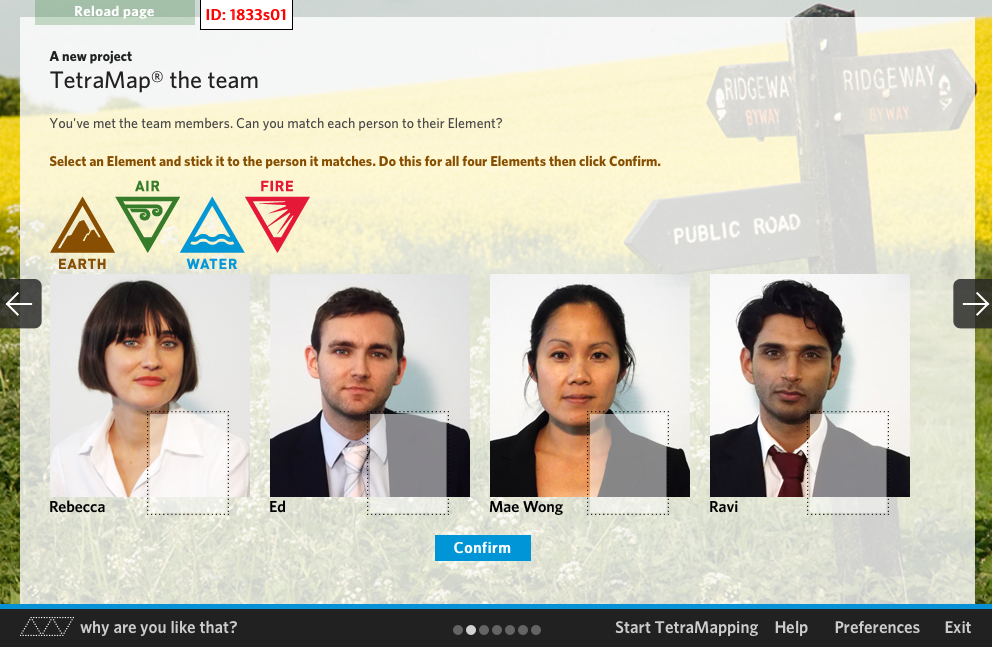 Reload page
ID: 1833s01
A new project
TetraMap® the team
RIDGEWAY
RIDGEWAY
BYWAY
BYWAY
You've met the team members. Can you match each person to their Element?
Select an Element and stick it to the person it matches. Do this for all four Elements then click Confirm.
AIR
FIRE
PUBLIC ROAD
EARTH
WATER
Rebecca
Ed
Mae Wong
Ravi
Confirm
why are you like that?
Start TetraMapping
Help
Preferences
Exit